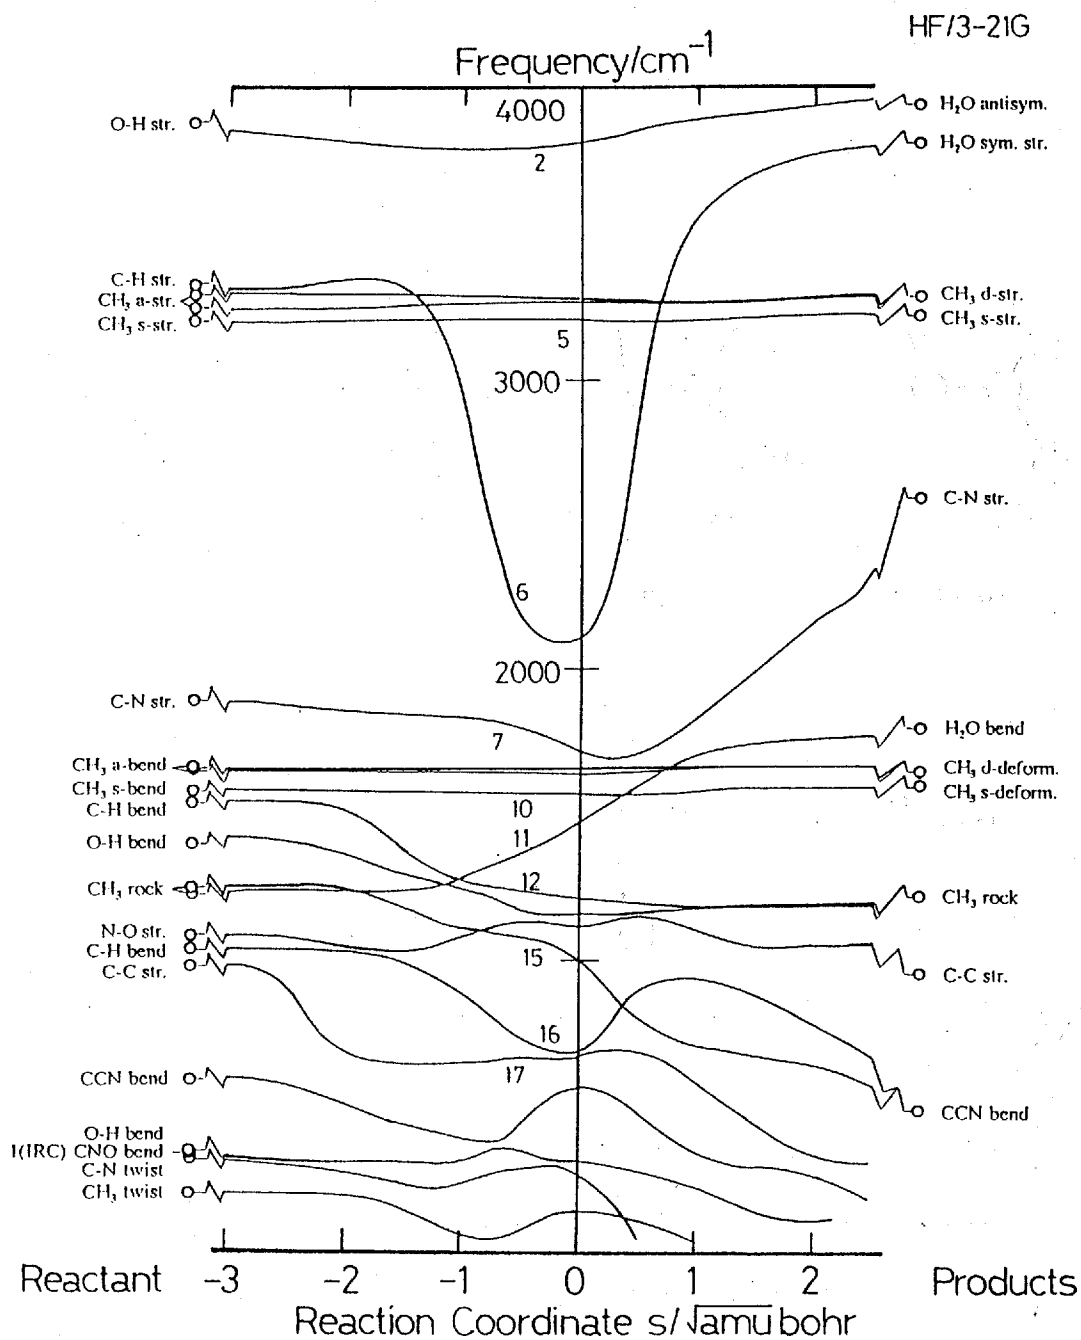 HF/3-21G
Frequency/cm⁻¹
4000
3000
2000
O-H str.
C-H str.
CH₃ a-str.
CH₃ s-str.
C-N str.
CH₃ a-bend
CH₃ s-bend
C-H bend
O-H bend
CH₃ rock
N-O str.
C-H bend
C-C str.
CCN bend
O-H bend
1(IRC) CNO bend
C-N twist
CH₃ twist
2
5
6
7
10
11
12
15
16
17
H₂O antisym.
H₂O sym. str.
CH₃ d-str.
CH₃ s-str.
C-N str.
H₂O bend
CH₃ d-deform.
CH₃ s-deform.
CH₃ rock
C-C str.
CCN bend
Reactant -3 -2 -1 0 1 2 Products
Reaction Coordinate s/√amu bohr